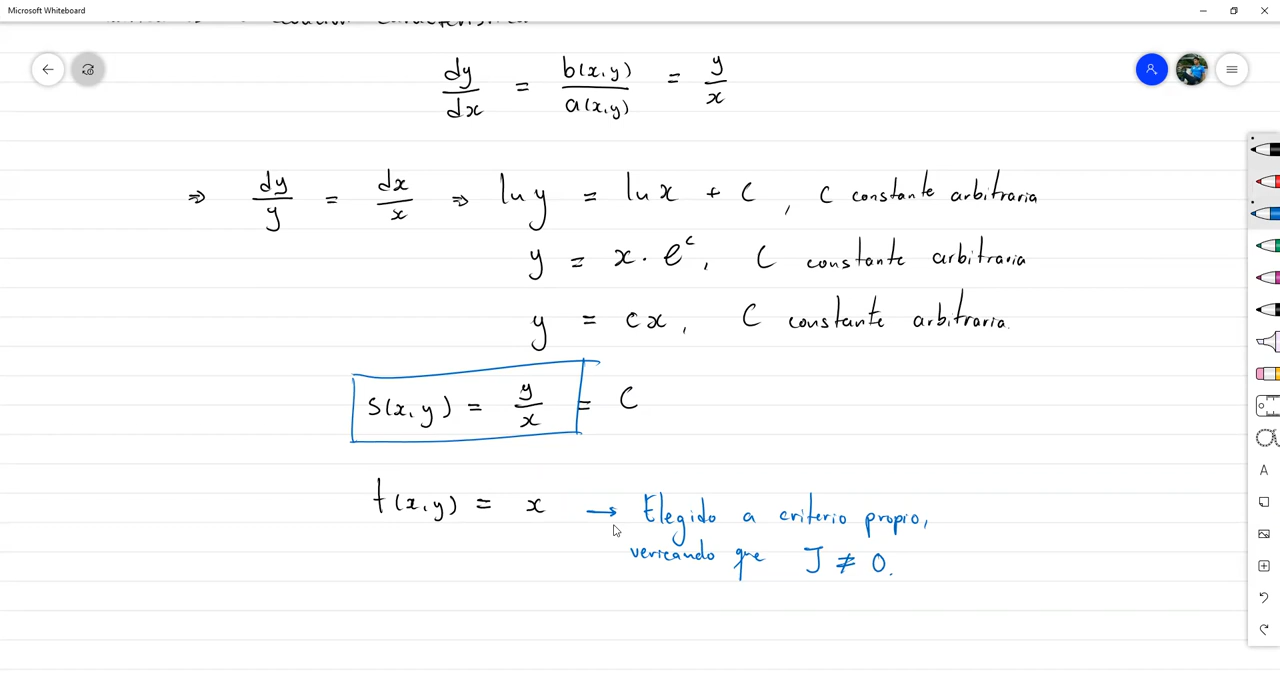 Microsoft Whiteboard
dy/dx = b(x,y)/a(x,y) = y/x
⇒ dy/y = dx/x ⇒ ln y = ln x + C , C constante arbitraria
y = x · e^c , C constante arbitraria
y = cx , C constante arbitraria.
S(x,y) = y/x = C
t(x,y) = x → Elegido a criterio propio,
vericando que J ≠ 0.
A